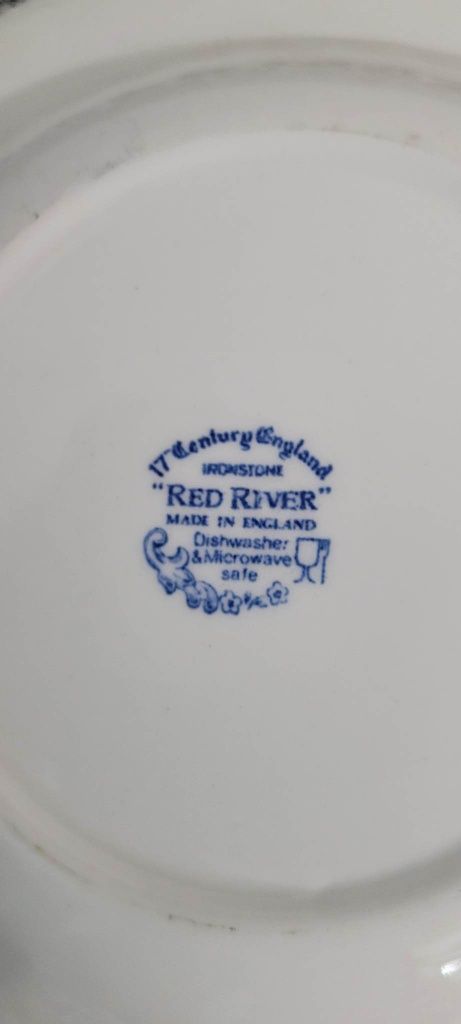 17th Century England
IRONSTONE
"RED RIVER"
MADE IN ENGLAND
Dishwasher
& Microwave
safe